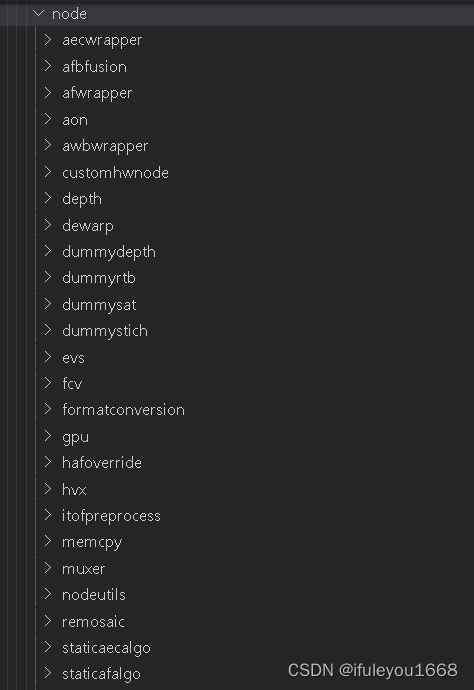 node
aecwrapper
afbfusion
afwrapper
aon
awbwrapper
customhwnode
depth
dewarp
dummydepth
dummyrtb
dummysat
dummystich
evs
fcv
formatconversion
gpu
hafoverride
hvx
itofpreprocess
memcpy
muxer
nodeutils
remosaic
staticaecalgo
staticafalgo
CSDN @ifuleyou1668